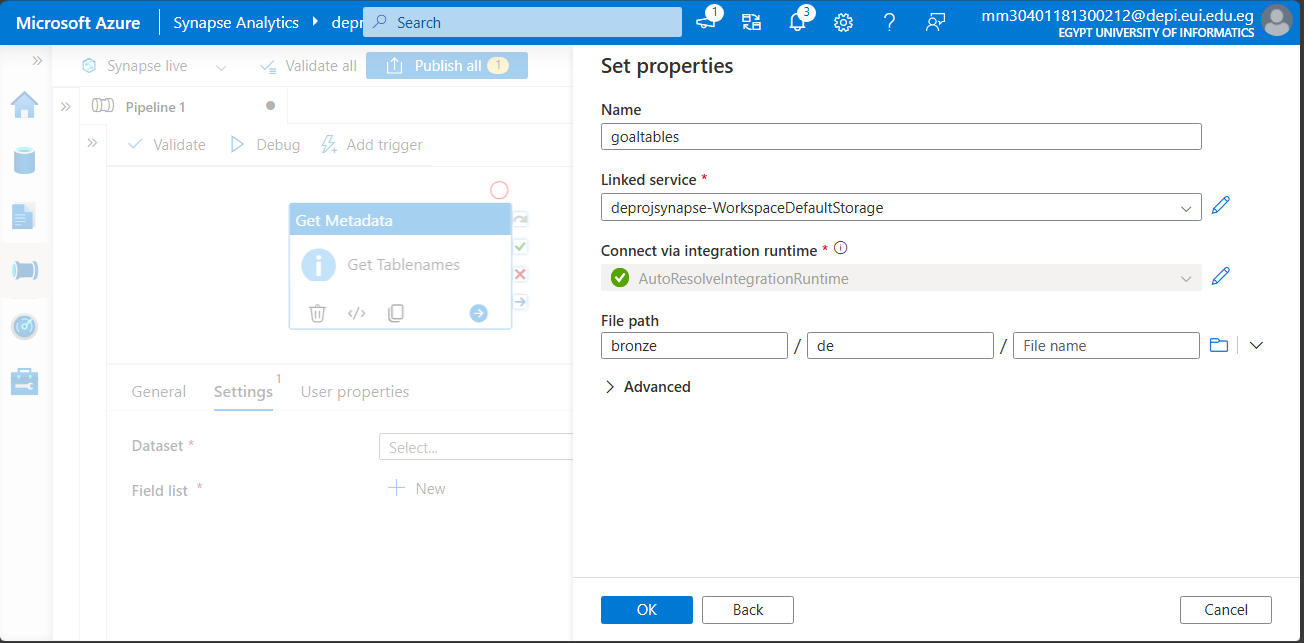 Microsoft Azure
Synapse Analytics
depr
Search
1
3
mm30401181300212@depi.eui.edu.eg
EGYPT UNIVERSITY OF INFORMATICS
Synapse live
Validate all
Publish all 1
Pipeline 1
Validate
Debug
Add trigger
Get Metadata
Get Tablenames
General
Settings 1
User properties
Dataset *
Select...
Field list *
New
Set properties
Name
goaltables
Linked service *
deprojsynapse-WorkspaceDefaultStorage
Connect via integration runtime *
AutoResolveIntegrationRuntime
File path
bronze / de / File name
Advanced
OK
Back
Cancel